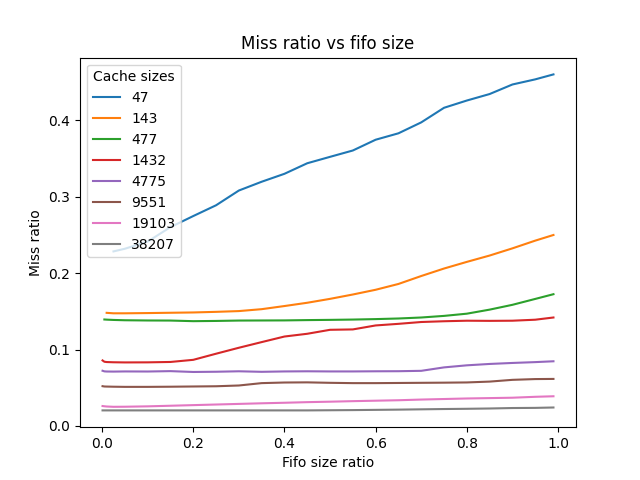 Miss ratio vs fifo size
Cache sizes
47
143
477
1432
4775
9551
19103
38207
Miss ratio
0.4
0.3
0.2
0.1
0.0
0.0 0.2 0.4 0.6 0.8 1.0
Fifo size ratio